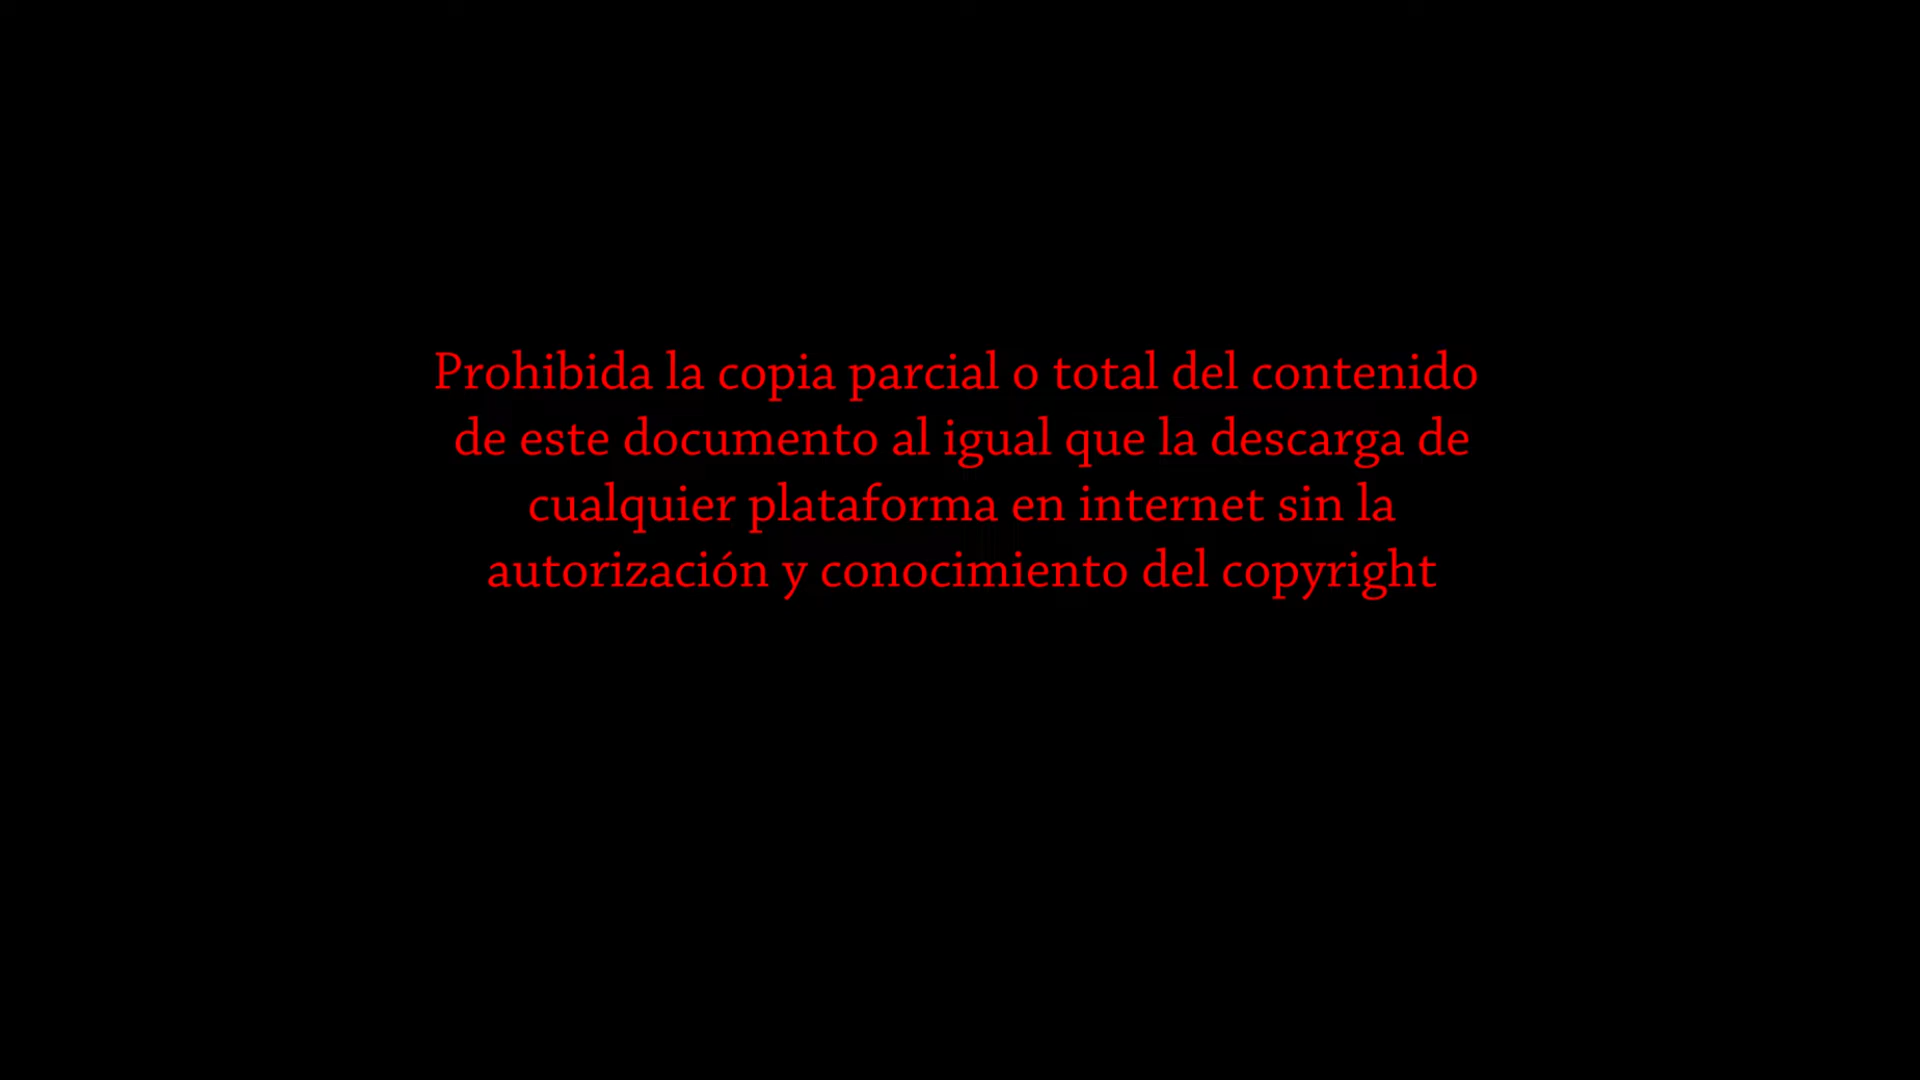 Prohibida la copia parcial o total del contenido
de este documento al igual que la descarga de
cualquier plataforma en internet sin la
autorización y conocimiento del copyright